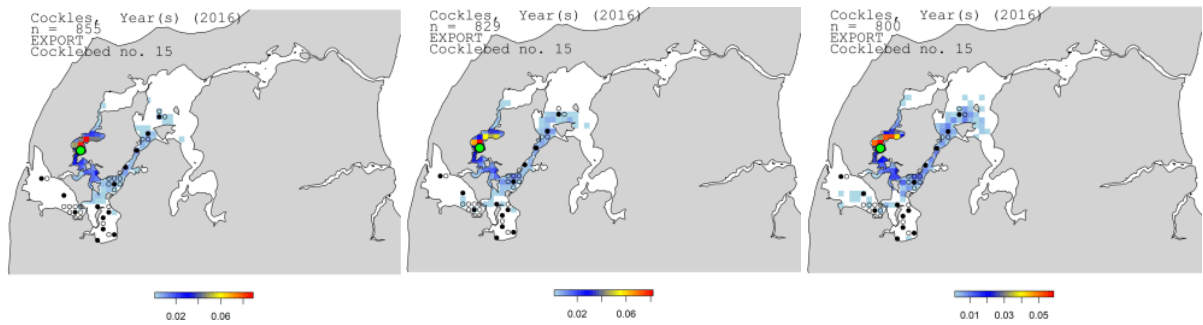 Cockles, Year(s) (2016)
n = 855
EXPORT
Cocklebed no. 15
0.02 0.06
Cockles, Year(s) (2016)
n = 829
EXPORT
Cocklebed no. 15
0.02 0.06
Cockles, Year(s) (2016)
n = 800
EXPORT
Cocklebed no. 15
0.01 0.03 0.05